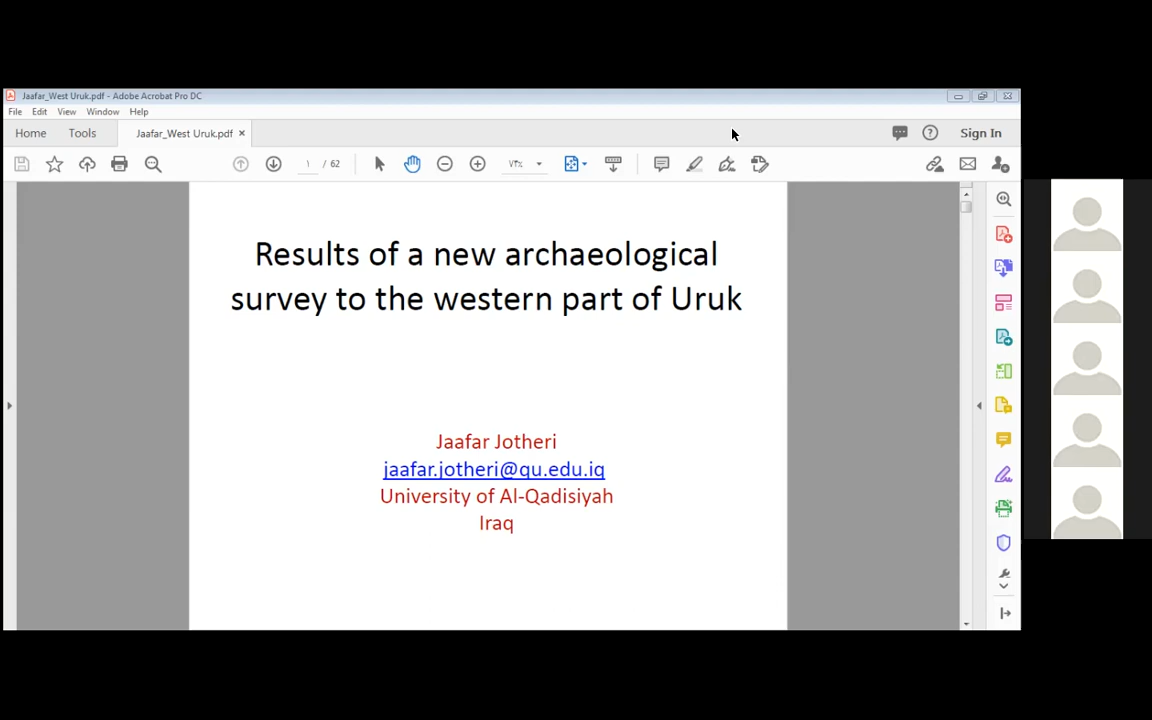 Jaafar_West Uruk.pdf - Adobe Acrobat Pro DC
File Edit View Window Help
Home Tools Jaafar_West Uruk.pdf × Sign In
١ / 62 ٧٣%
Results of a new archaeological
survey to the western part of Uruk
Jaafar Jotheri
jaafar.jotheri@qu.edu.iq
University of Al-Qadisiyah
Iraq